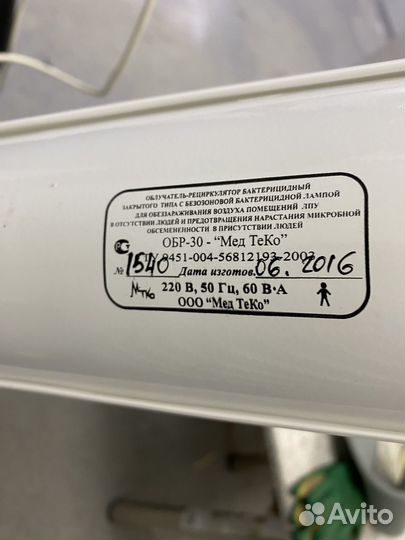 ОБЛУЧАТЕЛЬ-РЕЦИРКУЛЯТОР БАКТЕРИЦИДНЫЙ
ЗАКРЫТОГО ТИПА С БЕЗОЗОНОВОЙ БАКТЕРИЦИДНОЙ ЛАМПОЙ
ДЛЯ ОБЕЗЗАРАЖИВАНИЯ ВОЗДУХА ПОМЕЩЕНИЙ ЛПУ
В ОТСУТСТВИИ ЛЮДЕЙ И ПРЕДОТВРАЩЕНИЯ НАРАСТАНИЯ МИКРОБНОЙ
ОБСЕМЕНЕННОСТИ В ПРИСУТСТВИИ ЛЮДЕЙ
ОБР-30 - "Мед ТеКо"
ТУ 9451-004-56812193-2003
№ 1540 Дата изготов. 06. 2016
220 В, 50 Гц, 60 В·А
ООО "Мед ТеКо"
Avito